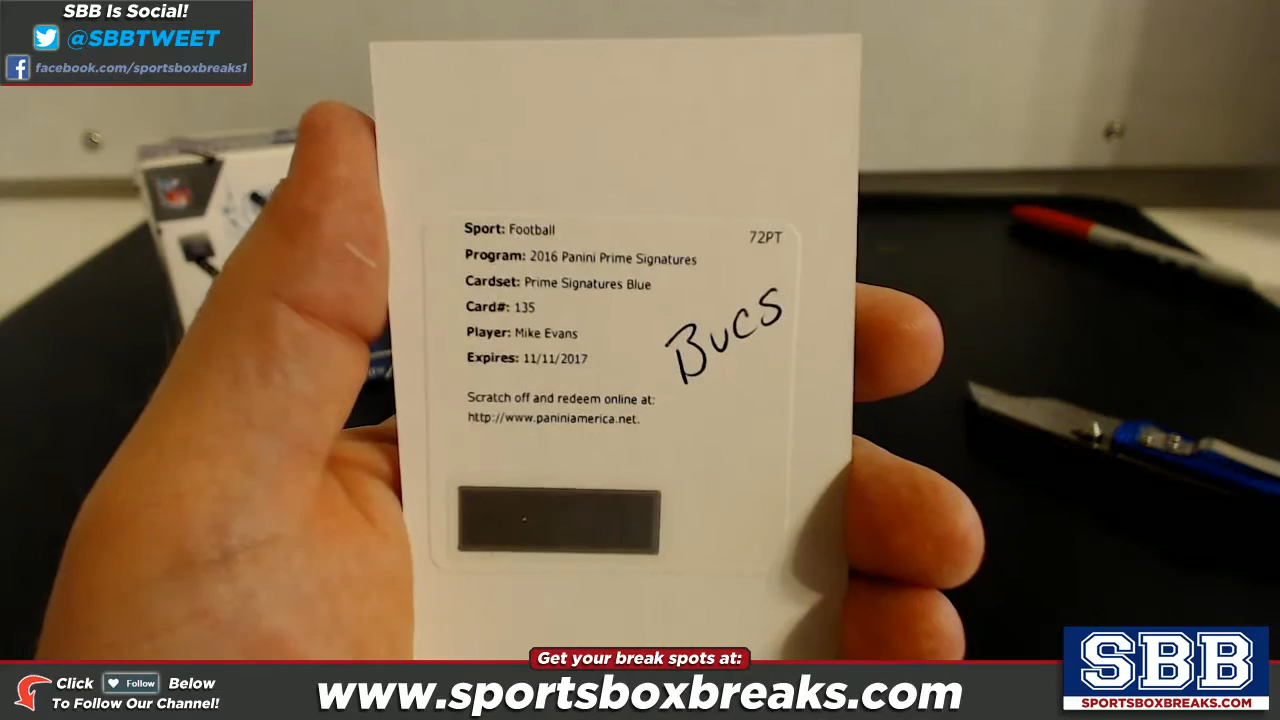 SBB Is Social!
@SBBTWEET
facebook.com/sportsboxbreaks1
Sport: Football
72PT
Program: 2016 Panini Prime Signatures
Cardset: Prime Signatures Blue
Card#: 135
Player: Mike Evans
Expires: 11/11/2017
Bucs
Scratch off and redeem online at:
http://www.paniniamerica.net.
Get your break spots at:
Click Follow Below
To Follow Our Channel!
www.sportsboxbreaks.com
SBB
SPORTSBOXBREAKS.COM